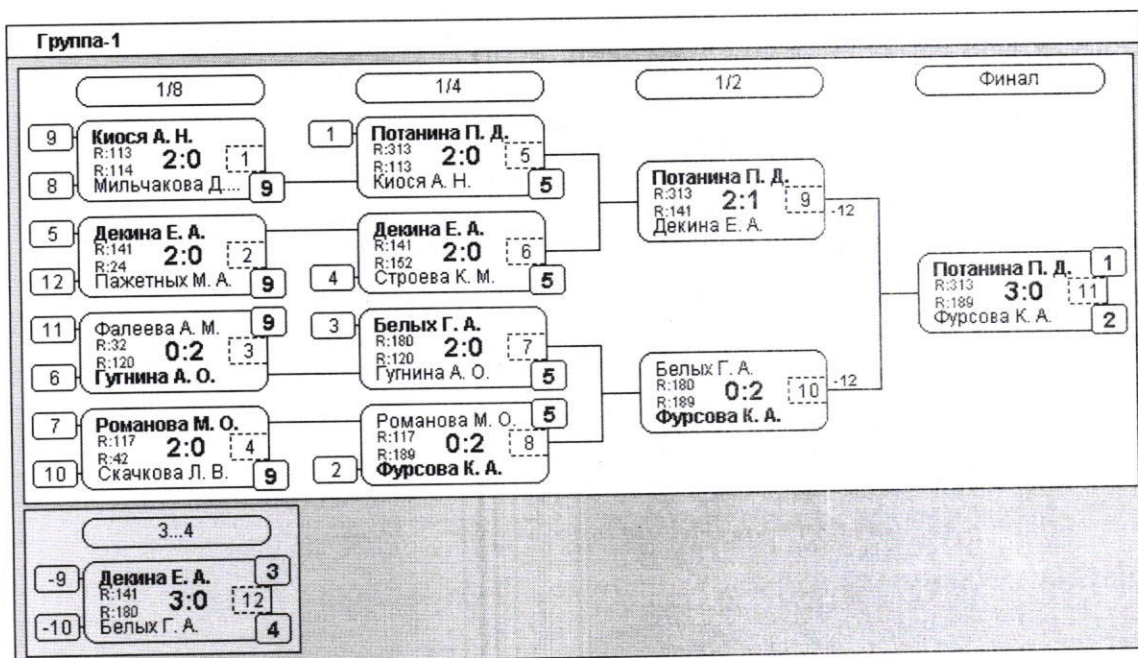 Группа-1
1/8
1/4
1/2
Финал
9
Киося А. Н.
R:113
R:114
2:0
1
8
Мильчакова Д....
9
5
Декина Е. А.
R:141
R:24
2:0
2
12
Пажетных М. А.
9
11
Фалеева А. М.
9
R:32
R:120
0:2
3
6
Гугнина А. О.
7
Романова М. О.
R:117
R:42
2:0
4
10
Скачкова Л. В.
9
1
Потанина П. Д.
R:313
R:113
2:0
5
Киося А. Н.
5
Декина Е. А.
R:141
R:152
2:0
6
4
Строева К. М.
5
3
Белых Г. А.
R:180
R:120
2:0
7
Гугнина А. О.
5
Романова М. О.
5
R:117
R:189
0:2
8
2
Фурсова К. А.
Потанина П. Д.
R:313
R:141
2:1
9
-12
Декина Е. А.
Белых Г. А.
R:180
R:189
0:2
10
-12
Фурсова К. А.
Потанина П. Д.
1
R:313
R:189
3:0
11
Фурсова К. А.
2
3...4
-9
Декина Е. А.
3
R:141
R:180
3:0
12
-10
Белых Г. А.
4